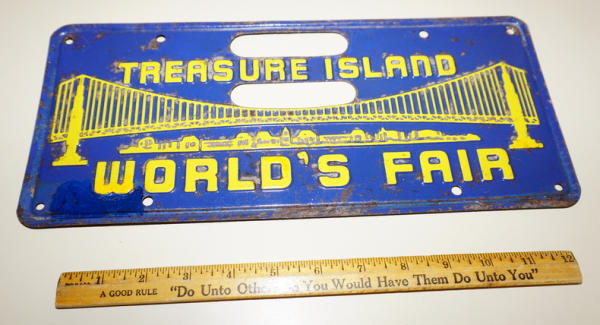 TREASURE ISLAND
WORLD'S FAIR
1 2 3 4 5 6 7 8 9 10 11 12
A GOOD RULE "Do Unto Others You Would Have Them Do Unto You"